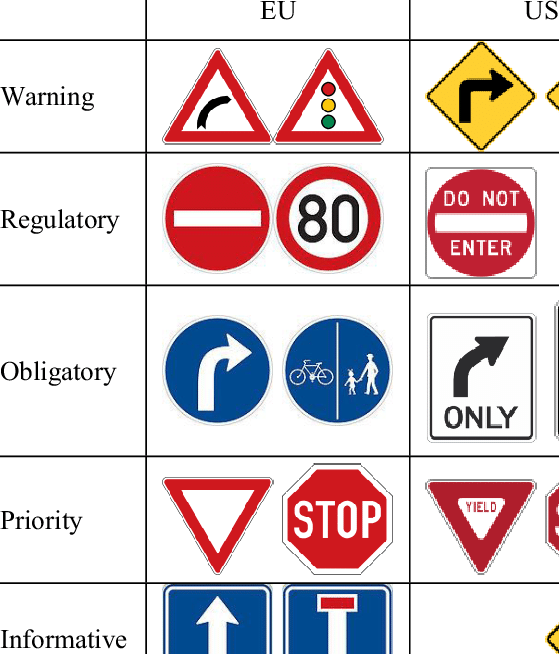 EU US
Warning
Regulatory
80
DO NOT
ENTER
Obligatory
ONLY
Priority
STOP
YIELD
Informative